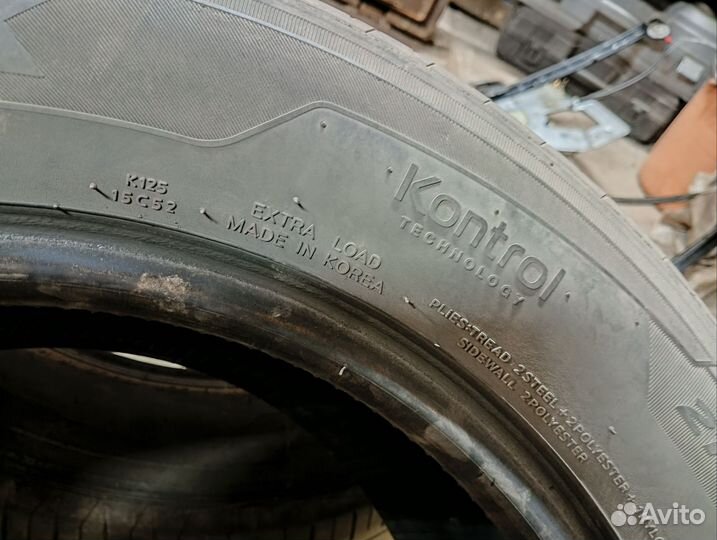 K125
15C52
EXTRA LOAD
MADE IN KOREA
Kontrol
TECHNOLOGY
PLIES:TREAD 2STEEL+2POLYESTER+
SIDEWALL 2POLYESTER
Avito